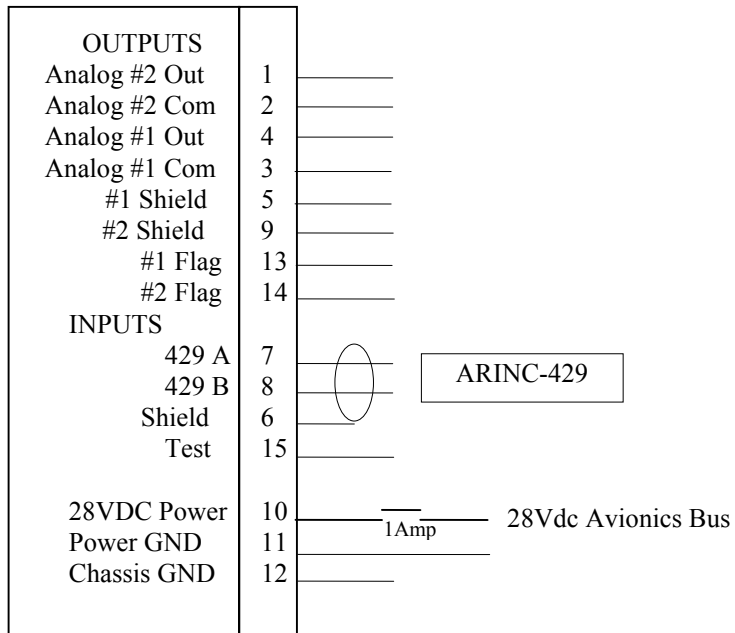 OUTPUTS
Analog #2 Out 1
Analog #2 Com 2
Analog #1 Out 4
Analog #1 Com 3
#1 Shield 5
#2 Shield 9
#1 Flag 13
#2 Flag 14
INPUTS
429 A 7
429 B 8
ARINC-429
Shield 6
Test 15
28VDC Power 10
1Amp
28Vdc Avionics Bus
Power GND 11
Chassis GND 12